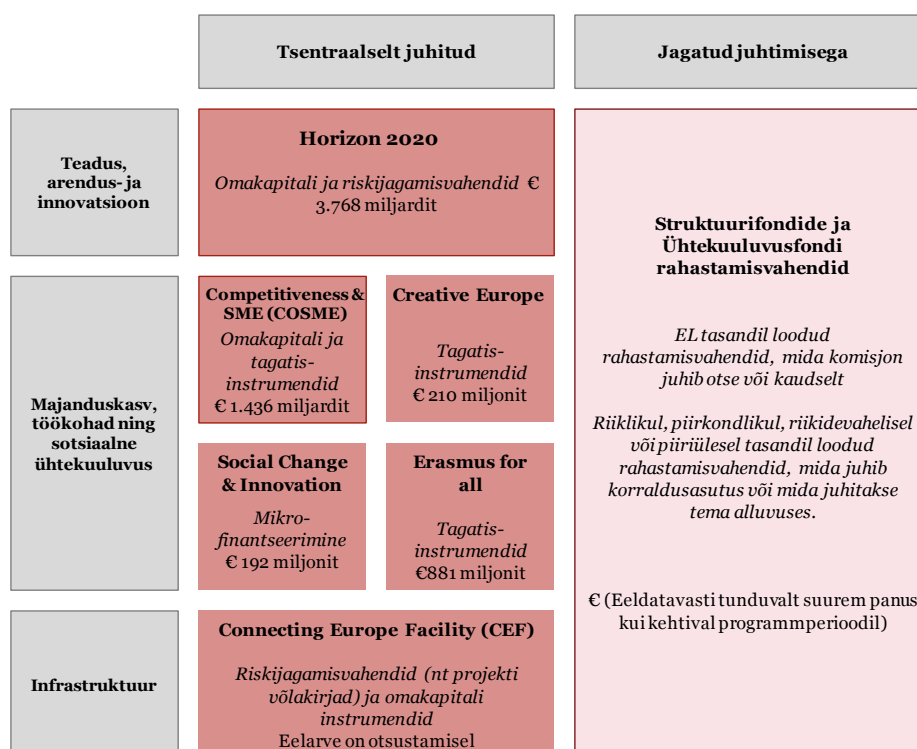 Tsentraalselt juhitud
Jagatud juhtimisega
Teadus,
arendus- ja
innovatsioon
Horizon 2020
Omakapitali ja riskijagamisvahendid €
3.768 miljardit
Majanduskasv,
töökohad ning
sotsiaalne
ühtekuuluvus
Competitiveness &
SME (COSME)
Omakapitali ja
tagatis-
instrumendid
€ 1.436 miljardit
Creative Europe
Tagatis-
instrumendid
€ 210 miljonit
Social Change
& Innovation
Mikro-
finantseerimine
€ 192 miljonit
Erasmus for
all
Tagatis-
instrumendid
€881 miljonit
Infrastruktuur
Connecting Europe Facility (CEF)
Riskijagamisvahendid (nt projekti
võlakirjad) ja omakapitali
instrumendid
Eelarve on otsustamisel
Struktuurifondide ja
Ühtekuuluvusfondi
rahastamisvahendid
EL tasandil loodud
rahastamisvahendid, mida komisjon
juhib otse või kaudselt
Riiklikul, piirkondlikul, riikidevahelisel
või piiriülesel tasandil loodud
rahastamisvahendid, mida juhib
korraldusasutus või mida juhitakse
tema alluvuses.
€ (Eeldatavasti tunduvalt suurem panus
kui kehtival programmperioodil)